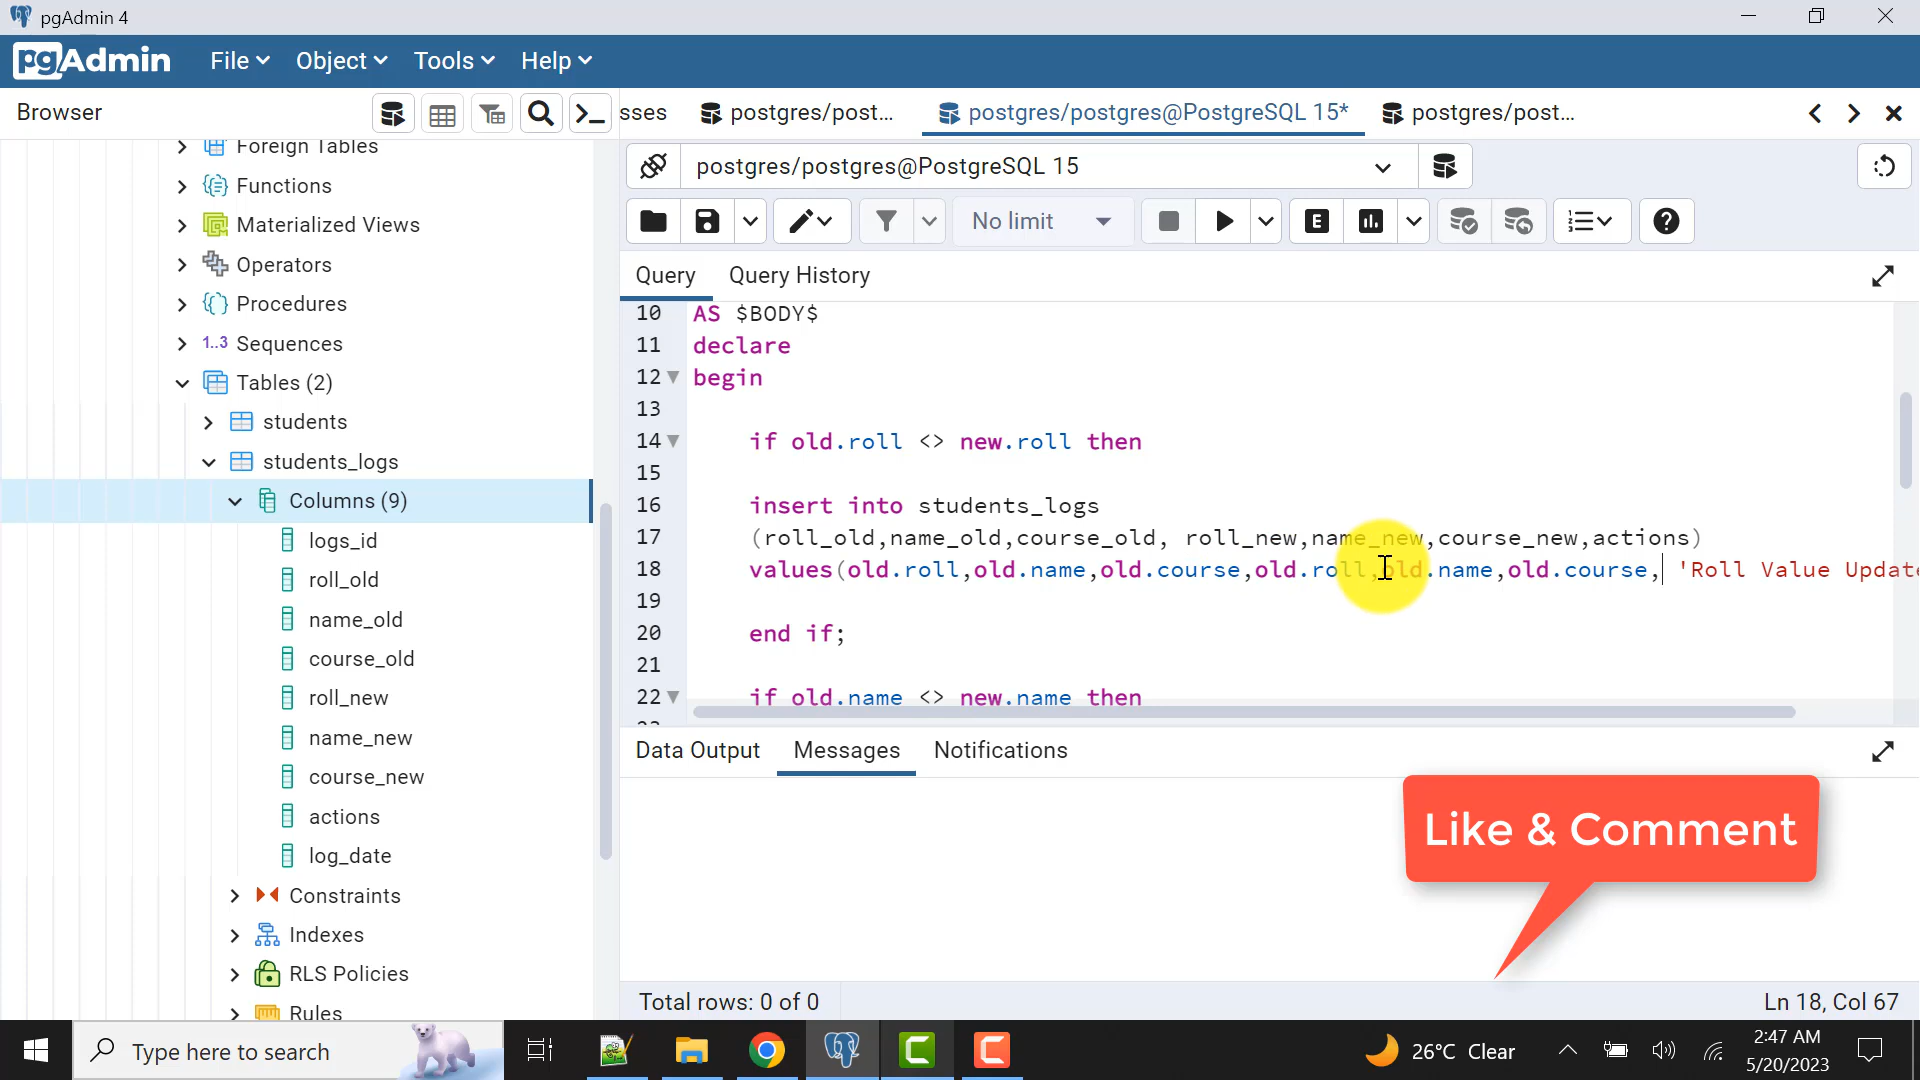 pgAdmin 4
pgAdmin File Object Tools Help
Browser
sses postgres/post... postgres/postgres@PostgreSQL 15* postgres/post...
postgres/postgres@PostgreSQL 15
No limit
E
Query Query History
Foreign Tables
Functions
Materialized Views
Operators
Procedures
1..3 Sequences
Tables (2)
students
students_logs
Columns (9)
logs_id
roll_old
name_old
course_old
roll_new
name_new
course_new
actions
log_date
Constraints
Indexes
RLS Policies
Rules
10 AS $BODY$
11 declare
12 begin
13
14 if old.roll <> new.roll then
15
16 insert into students_logs
17 (roll_old,name_old,course_old, roll_new,name_new,course_new,actions)
18 values(old.roll,old.name,old.course,old.roll,old.name,old.course, 'Roll Value Update
19
20 end if;
21
22 if old.name <> new.name then
Data Output Messages Notifications
Like & Comment
Total rows: 0 of 0
Ln 18, Col 67
Type here to search
26°C Clear
2:47 AM
5/20/2023